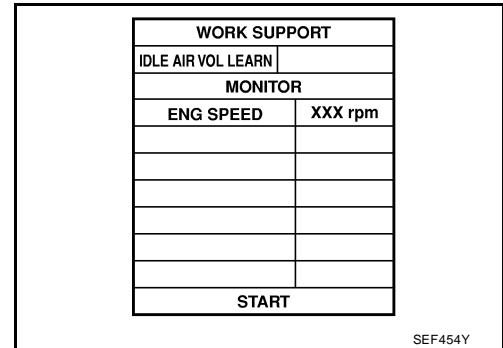 WORK SUPPORT
IDLE AIR VOL LEARN
MONITOR
ENG SPEED XXX rpm
START
SEF454Y